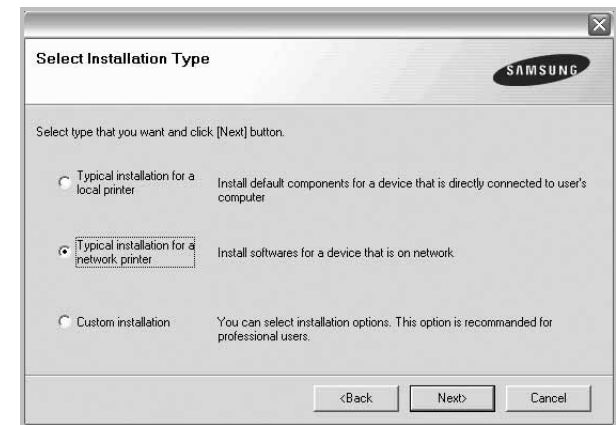 Select Installation Type
SAMSUNG
Select type that you want and click [Next] button.
Typical installation for a
local printer
Install default components for a device that is directly connected to user's
computer
Typical installation for a
network printer
Install softwares for a device that is on network
Custom installation
You can select installation options. This option is recommanded for
professional users.
<Back
Next>
Cancel